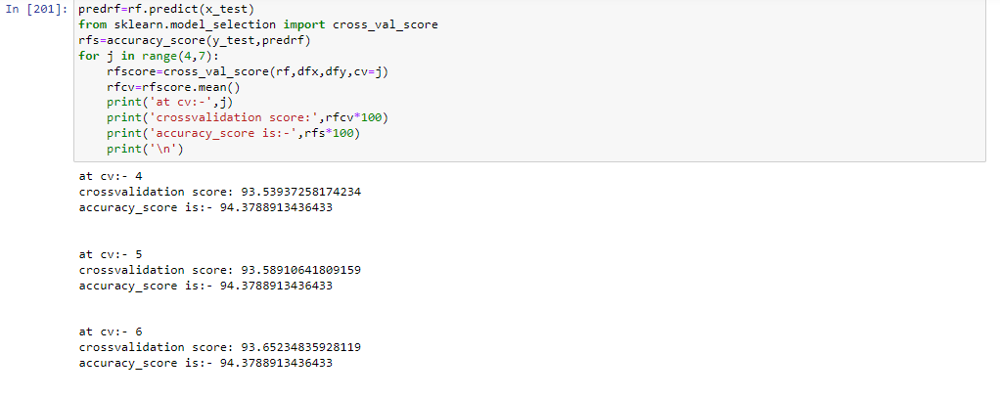 In [201]: predrf=rf.predict(x_test)
from sklearn.model_selection import cross_val_score
rfs=accuracy_score(y_test,predrf)
for j in range(4,7):
    rfscore=cross_val_score(rf,dfx,dfy,cv=j)
    rfcv=rfscore.mean()
    print('at cv:-',j)
    print('crossvalidation score:',rfcv*100)
    print('accuracy_score is:-',rfs*100)
    print('\n')
at cv:- 4
crossvalidation score: 93.53937258174234
accuracy_score is:- 94.3788913436433
at cv:- 5
crossvalidation score: 93.58910641809159
accuracy_score is:- 94.3788913436433
at cv:- 6
crossvalidation score: 93.65234835928119
accuracy_score is:- 94.3788913436433